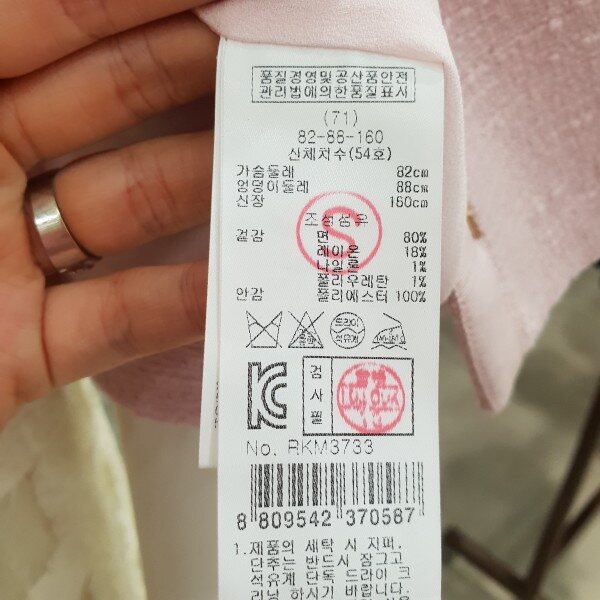 품질경영및공산품안전
관리법에의한품질표시
(71)
82-88-160
신체치수(54호)
가슴둘레 82cm
엉덩이둘레 88cm
신장 160cm
조성섬유
겉감 면 80%
레이온 18%
나일론 1%
폴리우레탄 1%
안감 폴리에스터 100%
드라이
석유계
검
사
필
No. RKM3733
8 809542 370587
1.제품의 세탁 시 지퍼,
단추는 반드시 잠그고
석유계 단독 드라이 크
리닝 하시기 바랍니다.